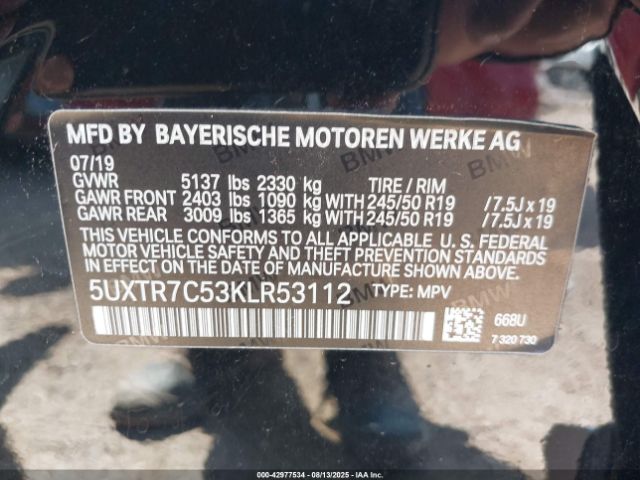 MFD BY BAYERISCHE MOTOREN WERKE AG
07/19
GVWR 5137 lbs 2330 kg TIRE / RIM
GAWR FRONT 2403 lbs 1090 kg WITH 245/50 R19 /7.5J x 19
GAWR REAR 3009 lbs 1365 kg WITH 245/50 R19 /7.5J x 19
THIS VEHICLE CONFORMS TO ALL APPLICABLE U. S. FEDERAL
MOTOR VEHICLE SAFETY AND THEFT PREVENTION STANDARDS
IN EFFECT ON THE DATE OF MANUFACTURE SHOWN ABOVE.
5UXTR7C53KLR53112 TYPE: MPV
668U
7 320 730
000-42977534 - 08/13/2025 - IAAI.COM